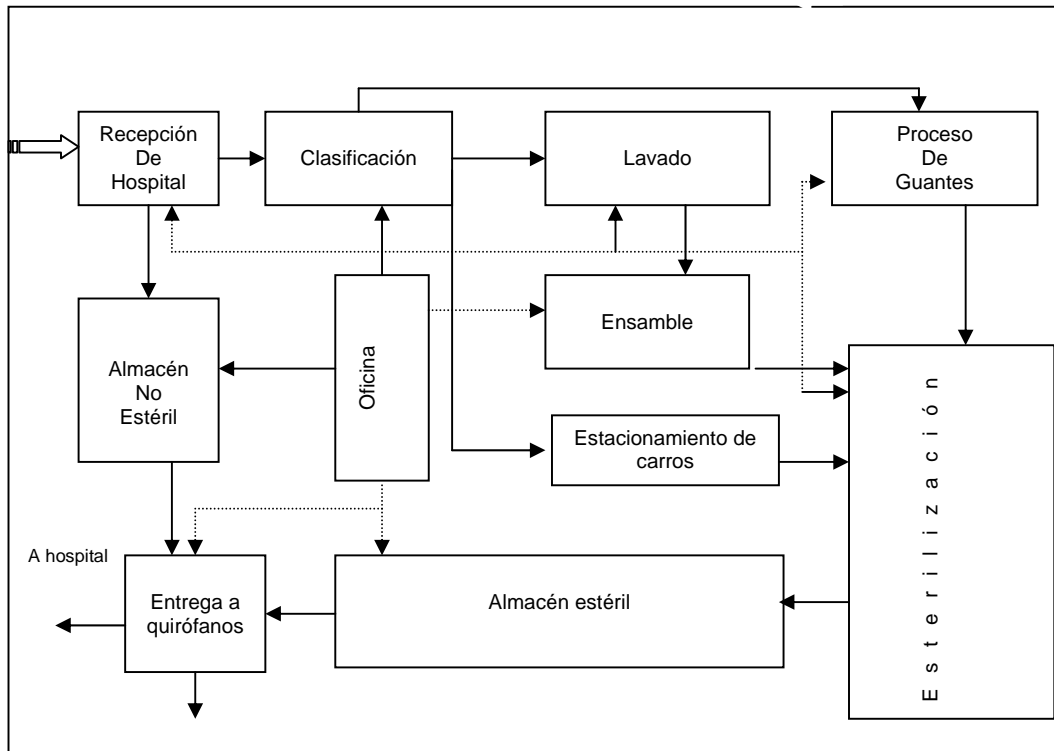 Recepción
De
Hospital
Clasificación
Lavado
Proceso
De
Guantes
Almacén
No
Estéril
Oficina
Ensamble
Estacionamiento de
carros
Esterilización
A hospital
Entrega a
quirófanos
Almacén estéril